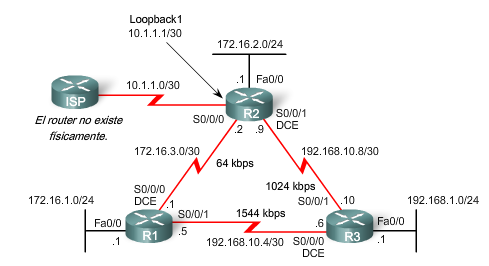 Loopback1
10.1.1.1/30
172.16.2.0/24
10.1.1.0/30
.1
Fa0/0
ISP
R2
El router no existe
físicamente.
S0/0/0
S0/0/1
DCE
.2
.9
172.16.3.0/30
192.168.10.8/30
64 kbps
1024 kbps
172.16.1.0/24
S0/0/0
DCE
.1
S0/0/1
.10
192.168.1.0/24
Fa0/0
S0/0/1
1544 kbps
.6
Fa0/0
.1
R1
.5
192.168.10.4/30
S0/0/0
DCE
R3
.1